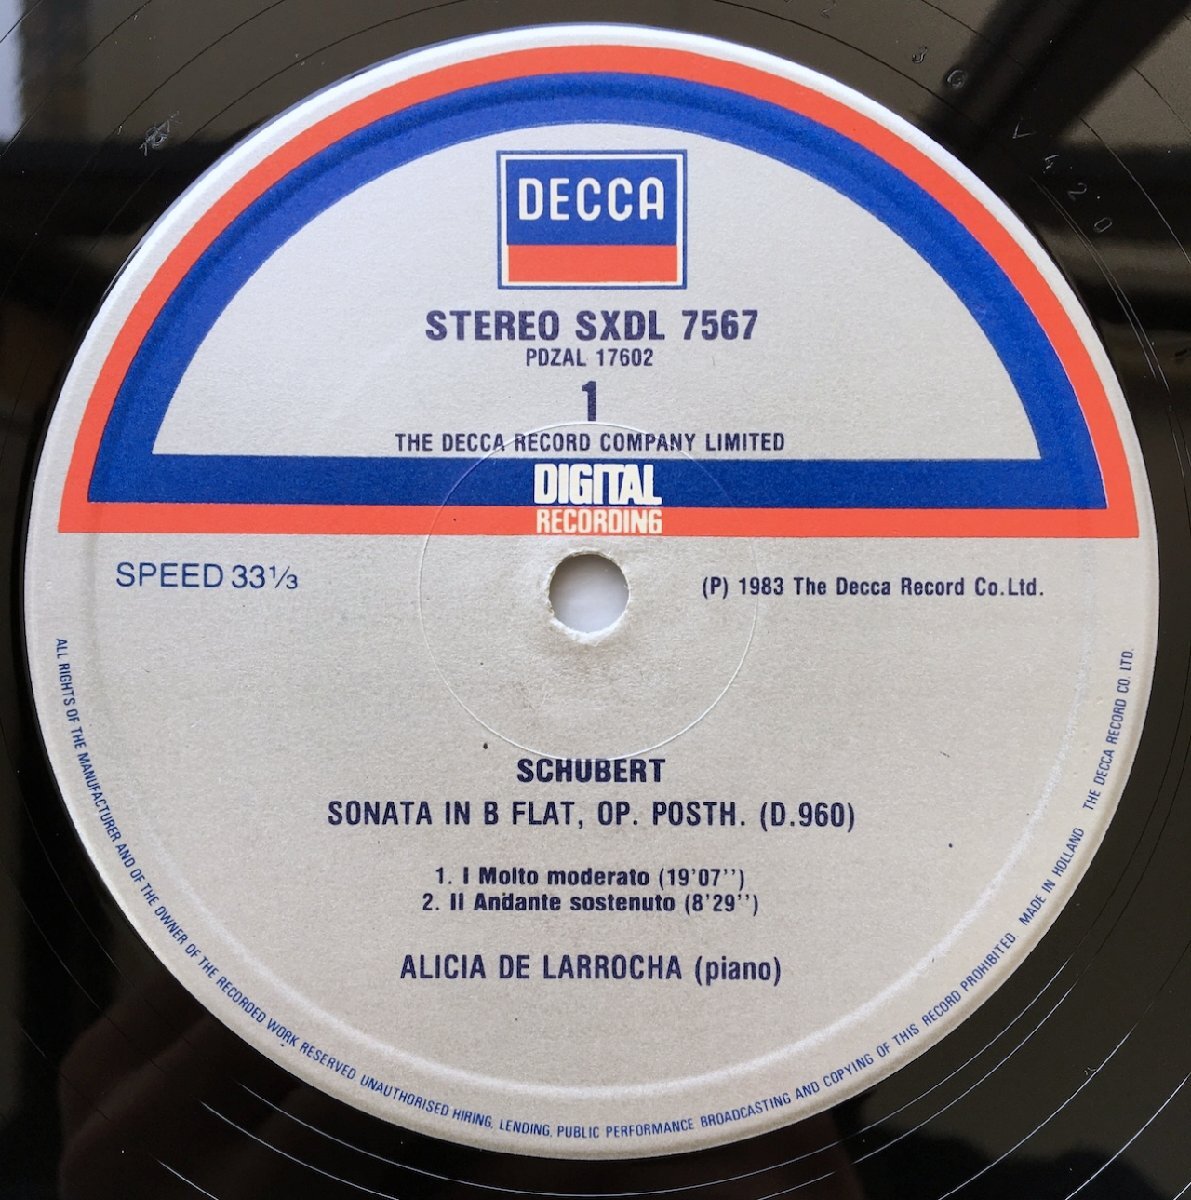 DECCA
STEREO SXDL 7567
PDZAL 17602
1
THE DECCA RECORD COMPANY LIMITED
DIGITAL
RECORDING
SPEED 33⅓
(P) 1983 The Decca Record Co.Ltd.
SCHUBERT
SONATA IN B FLAT, OP. POSTH. (D.960)
1. I Molto moderato (19'07'')
2. II Andante sostenuto (8'29'')
ALICIA DE LARROCHA (piano)
ALL RIGHTS OF THE MANUFACTURER AND OF THE OWNER OF THE RECORDED WORK RESERVED UNAUTHORISED HIRING, LENDING, PUBLIC PERFORMANCE BROADCASTING AND COPYING OF THIS RECORD PROHIBITED. MADE IN HOLLAND THE DECCA RECORD CO. LTD.
420